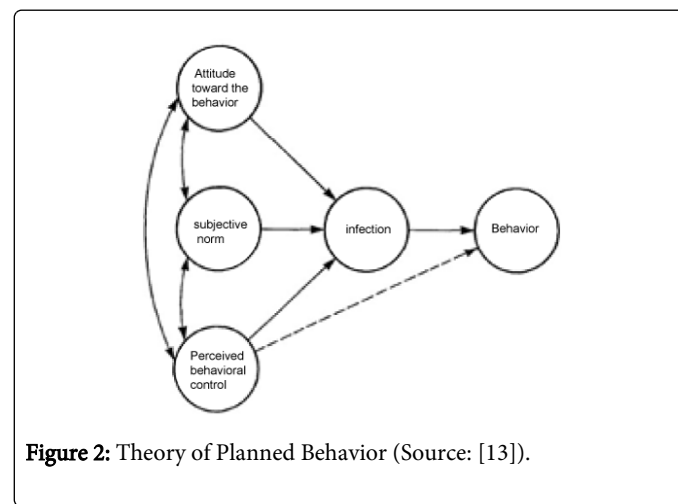 Attitude
toward the
behavior
subjective
norm
infection
Behavior
Perceived
behavioral
control
Figure 2: Theory of Planned Behavior (Source: [13]).